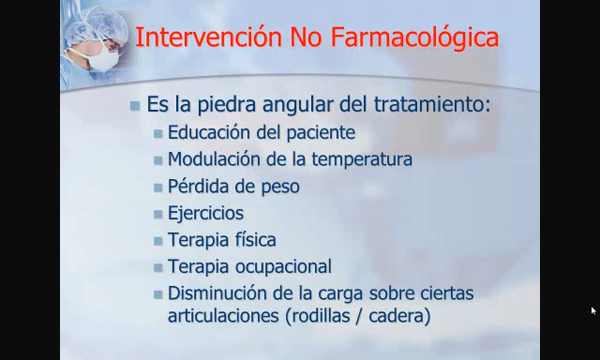 Intervención No Farmacológica
Es la piedra angular del tratamiento:
Educación del paciente
Modulación de la temperatura
Pérdida de peso
Ejercicios
Terapia física
Terapia ocupacional
Disminución de la carga sobre ciertas
articulaciones (rodillas / cadera)